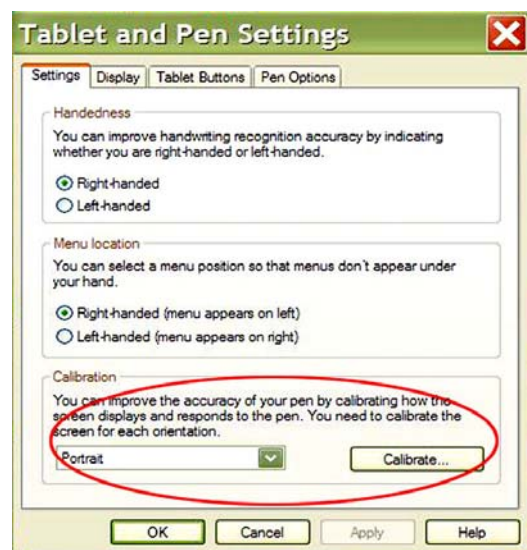 Tablet and Pen Settings
Settings Display Tablet Buttons Pen Options
Handedness
You can improve handwriting recognition accuracy by indicating
whether you are right-handed or left-handed.
Right-handed
Left-handed
Menu location
You can select a menu position so that menus don't appear under
your hand.
Right-handed (menu appears on left)
Left-handed (menu appears on right)
Calibration
You can improve the accuracy of your pen by calibrating how the
screen displays and responds to the pen. You need to calibrate the
screen for each orientation.
Portrait Calibrate...
OK Cancel Apply Help